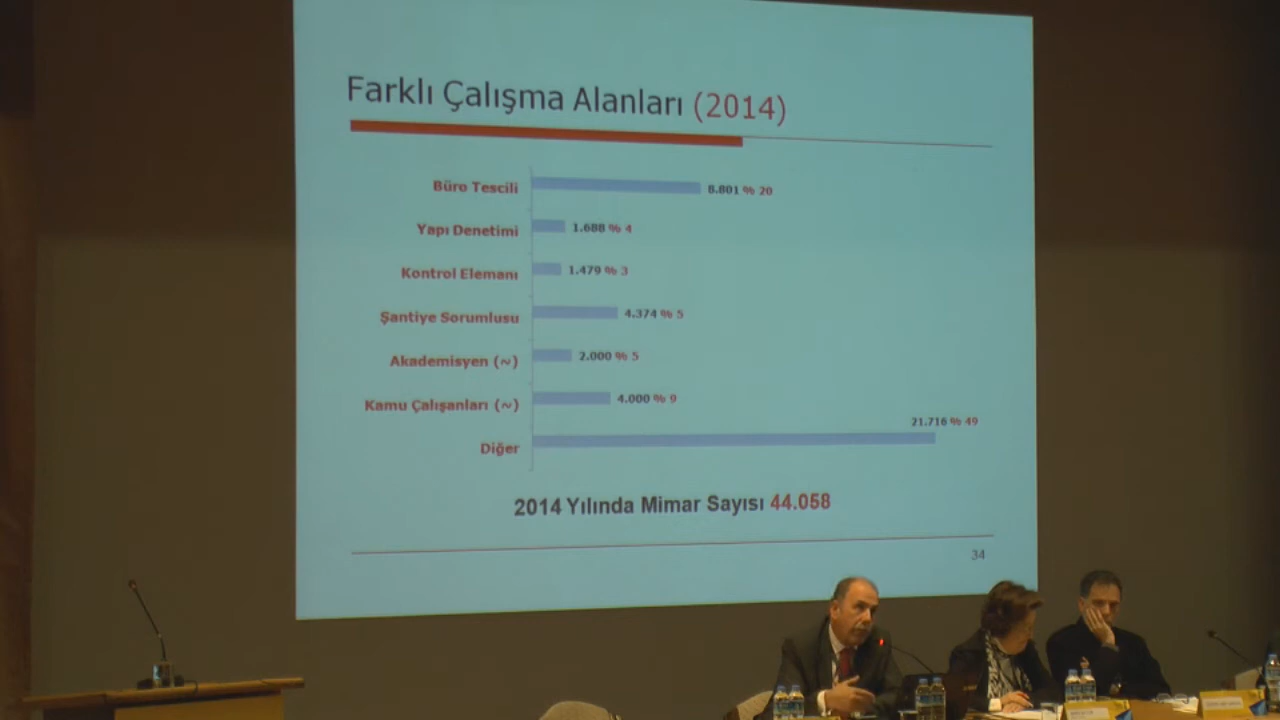 Farklı Çalışma Alanları (2014)
Büro Tescili 8.801 % 20
Yapı Denetimi 1.688 % 4
Kontrol Elemanı 1.479 % 3
Şantiye Sorumlusu 4.374 % 5
Akademisyen (~) 2.000 % 5
Kamu Çalışanları (~) 4.000 % 9
Diğer 21.716 % 49
2014 Yılında Mimar Sayısı 44.058
34